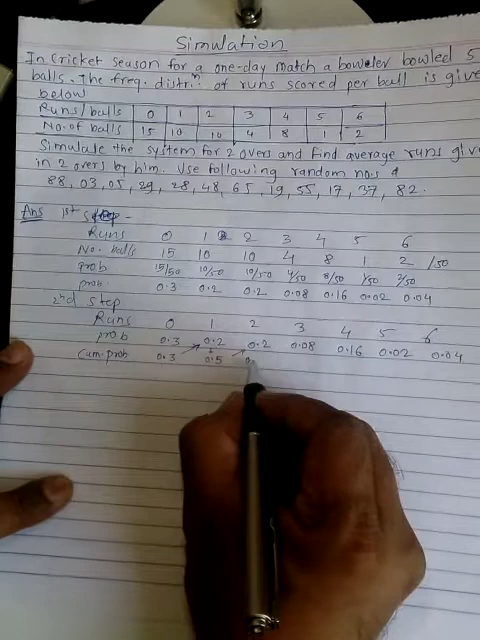 Simulation
In Cricket season for a one-day match a bowler bowled 5
balls. The freq. distrin of runs scored per ball is give
below
Runs/balls 0 1 2 3 4 5 6
No. of balls 15 10 10 4 8 1 2
Simulate the system for 2 overs and find average runs giv
in 2 overs by him. Use following random no.s
88, 03, 05, 29, 28, 48, 65, 19, 55, 17, 37, 82.
Ans 1st step -
Runs 0 1 2 3 4 5 6
No. balls 15 10 10 4 8 1 2 /50
prob 15/50 10/50 10/50 4/50 8/50 1/50 2/50
prob. 0.3 0.2 0.2 0.08 0.16 0.02 0.04
2nd step
Runs 0 1 2 3 4 5 6
prob 0.3 0.2 0.2 0.08 0.16 0.02 0.04
Cum.prob 0.3 0.5 0.